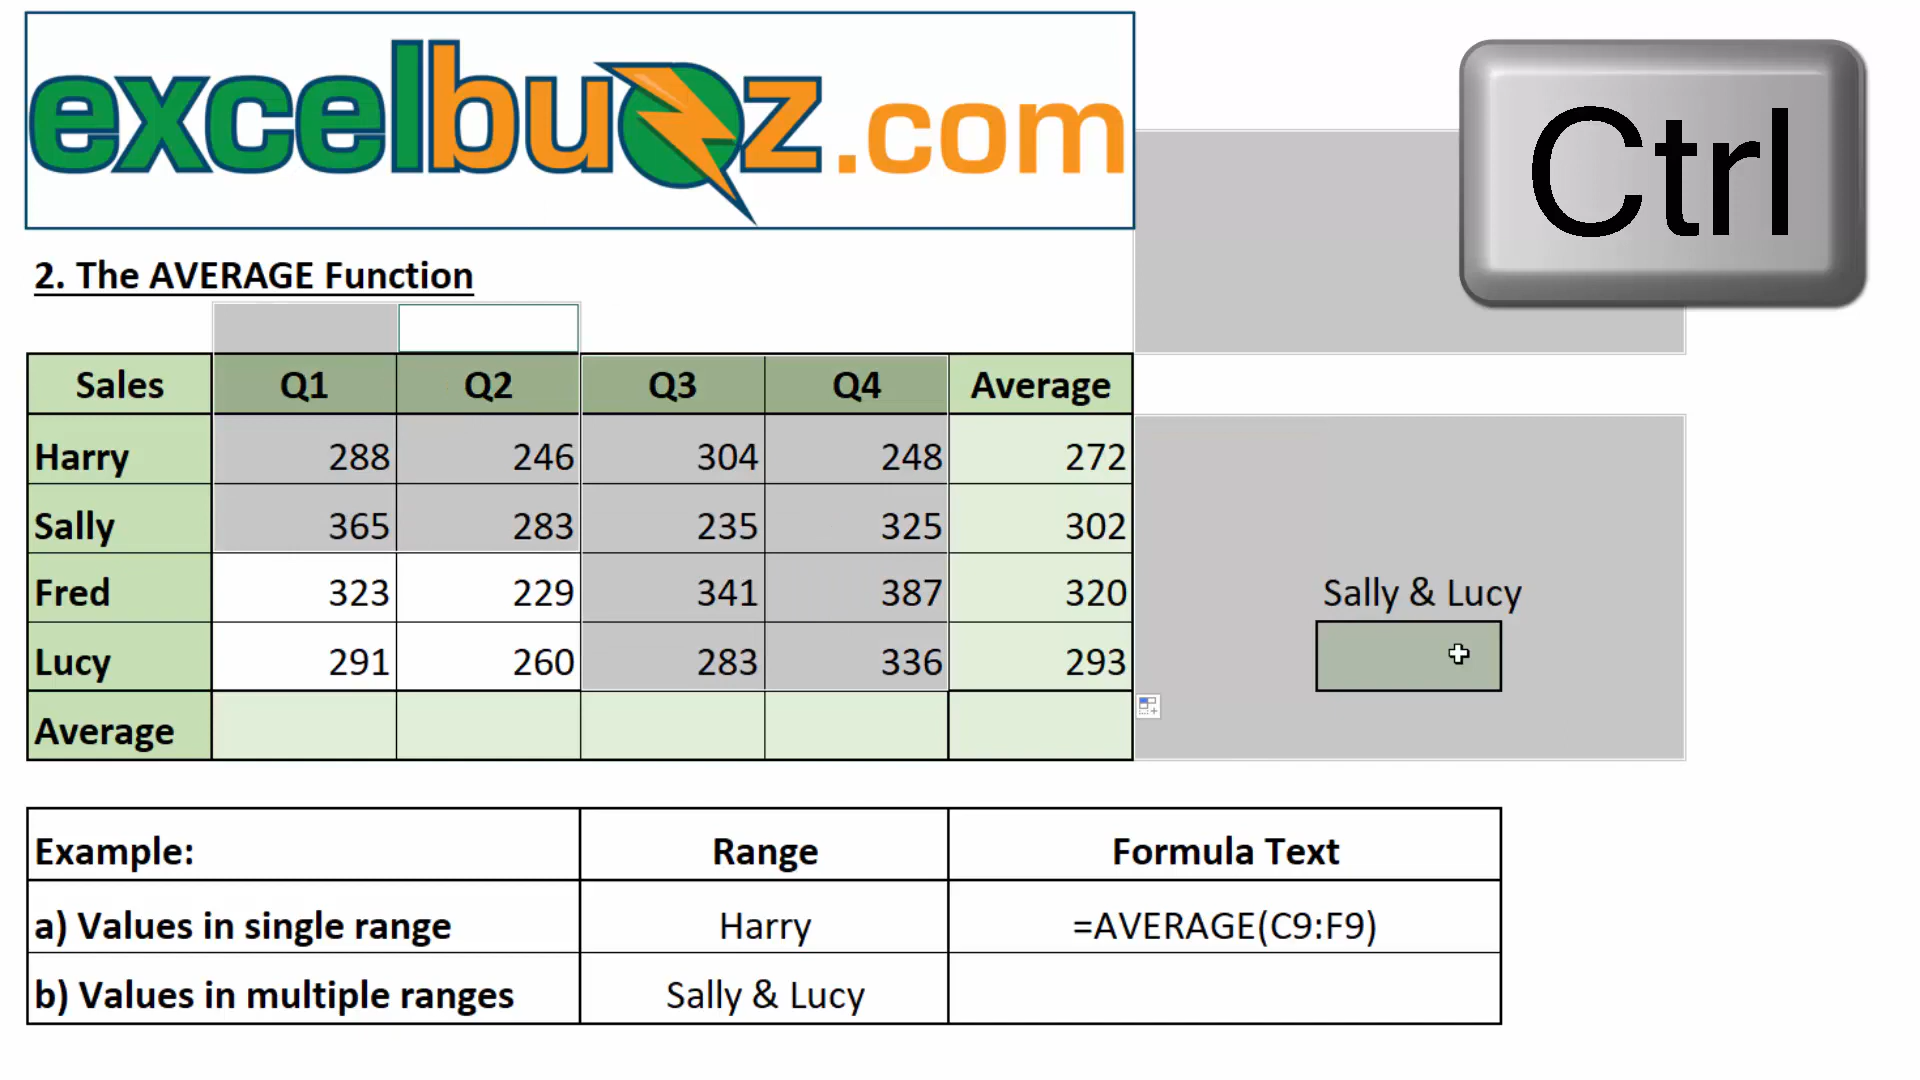 excelbuzz.com
Ctrl
2. The AVERAGE Function
Sales Q1 Q2 Q3 Q4 Average
Harry 288 246 304 248 272
Sally 365 283 235 325 302
Fred 323 229 341 387 320
Sally & Lucy
Lucy 291 260 283 336 293
Average
Example: Range Formula Text
a) Values in single range Harry =AVERAGE(C9:F9)
b) Values in multiple ranges Sally & Lucy